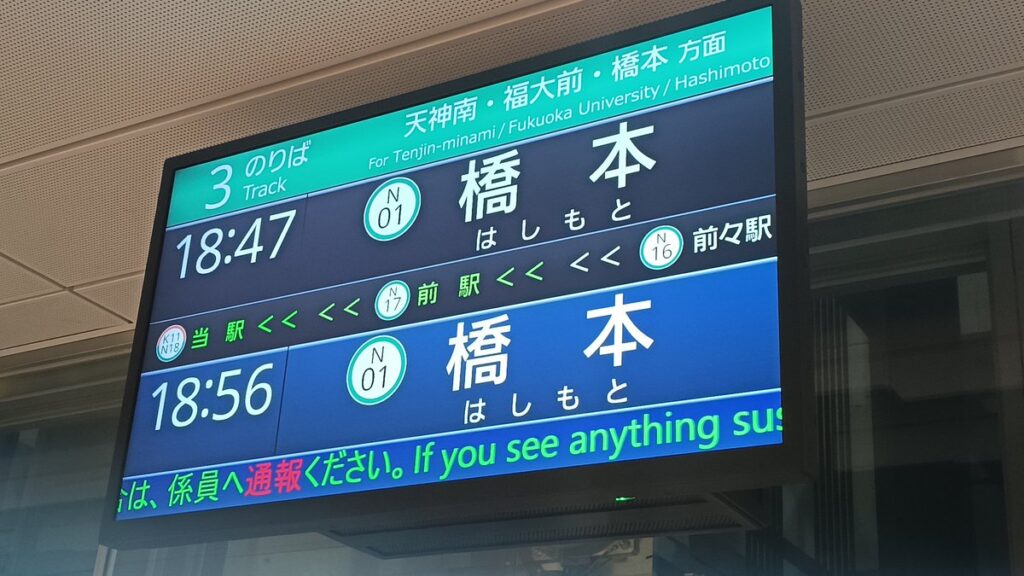 3 のりば Track
天神南・福大前・橋本 方面
For Tenjin-minami / Fukuoka University / Hashimoto
18:47 N 01 橋本
はしもと
K11 N18 当駅 << << N 17 前駅 << << N 16 前々駅
18:56 N 01 橋本
はしもと
合は、係員へ通報ください。 If you see anything sus